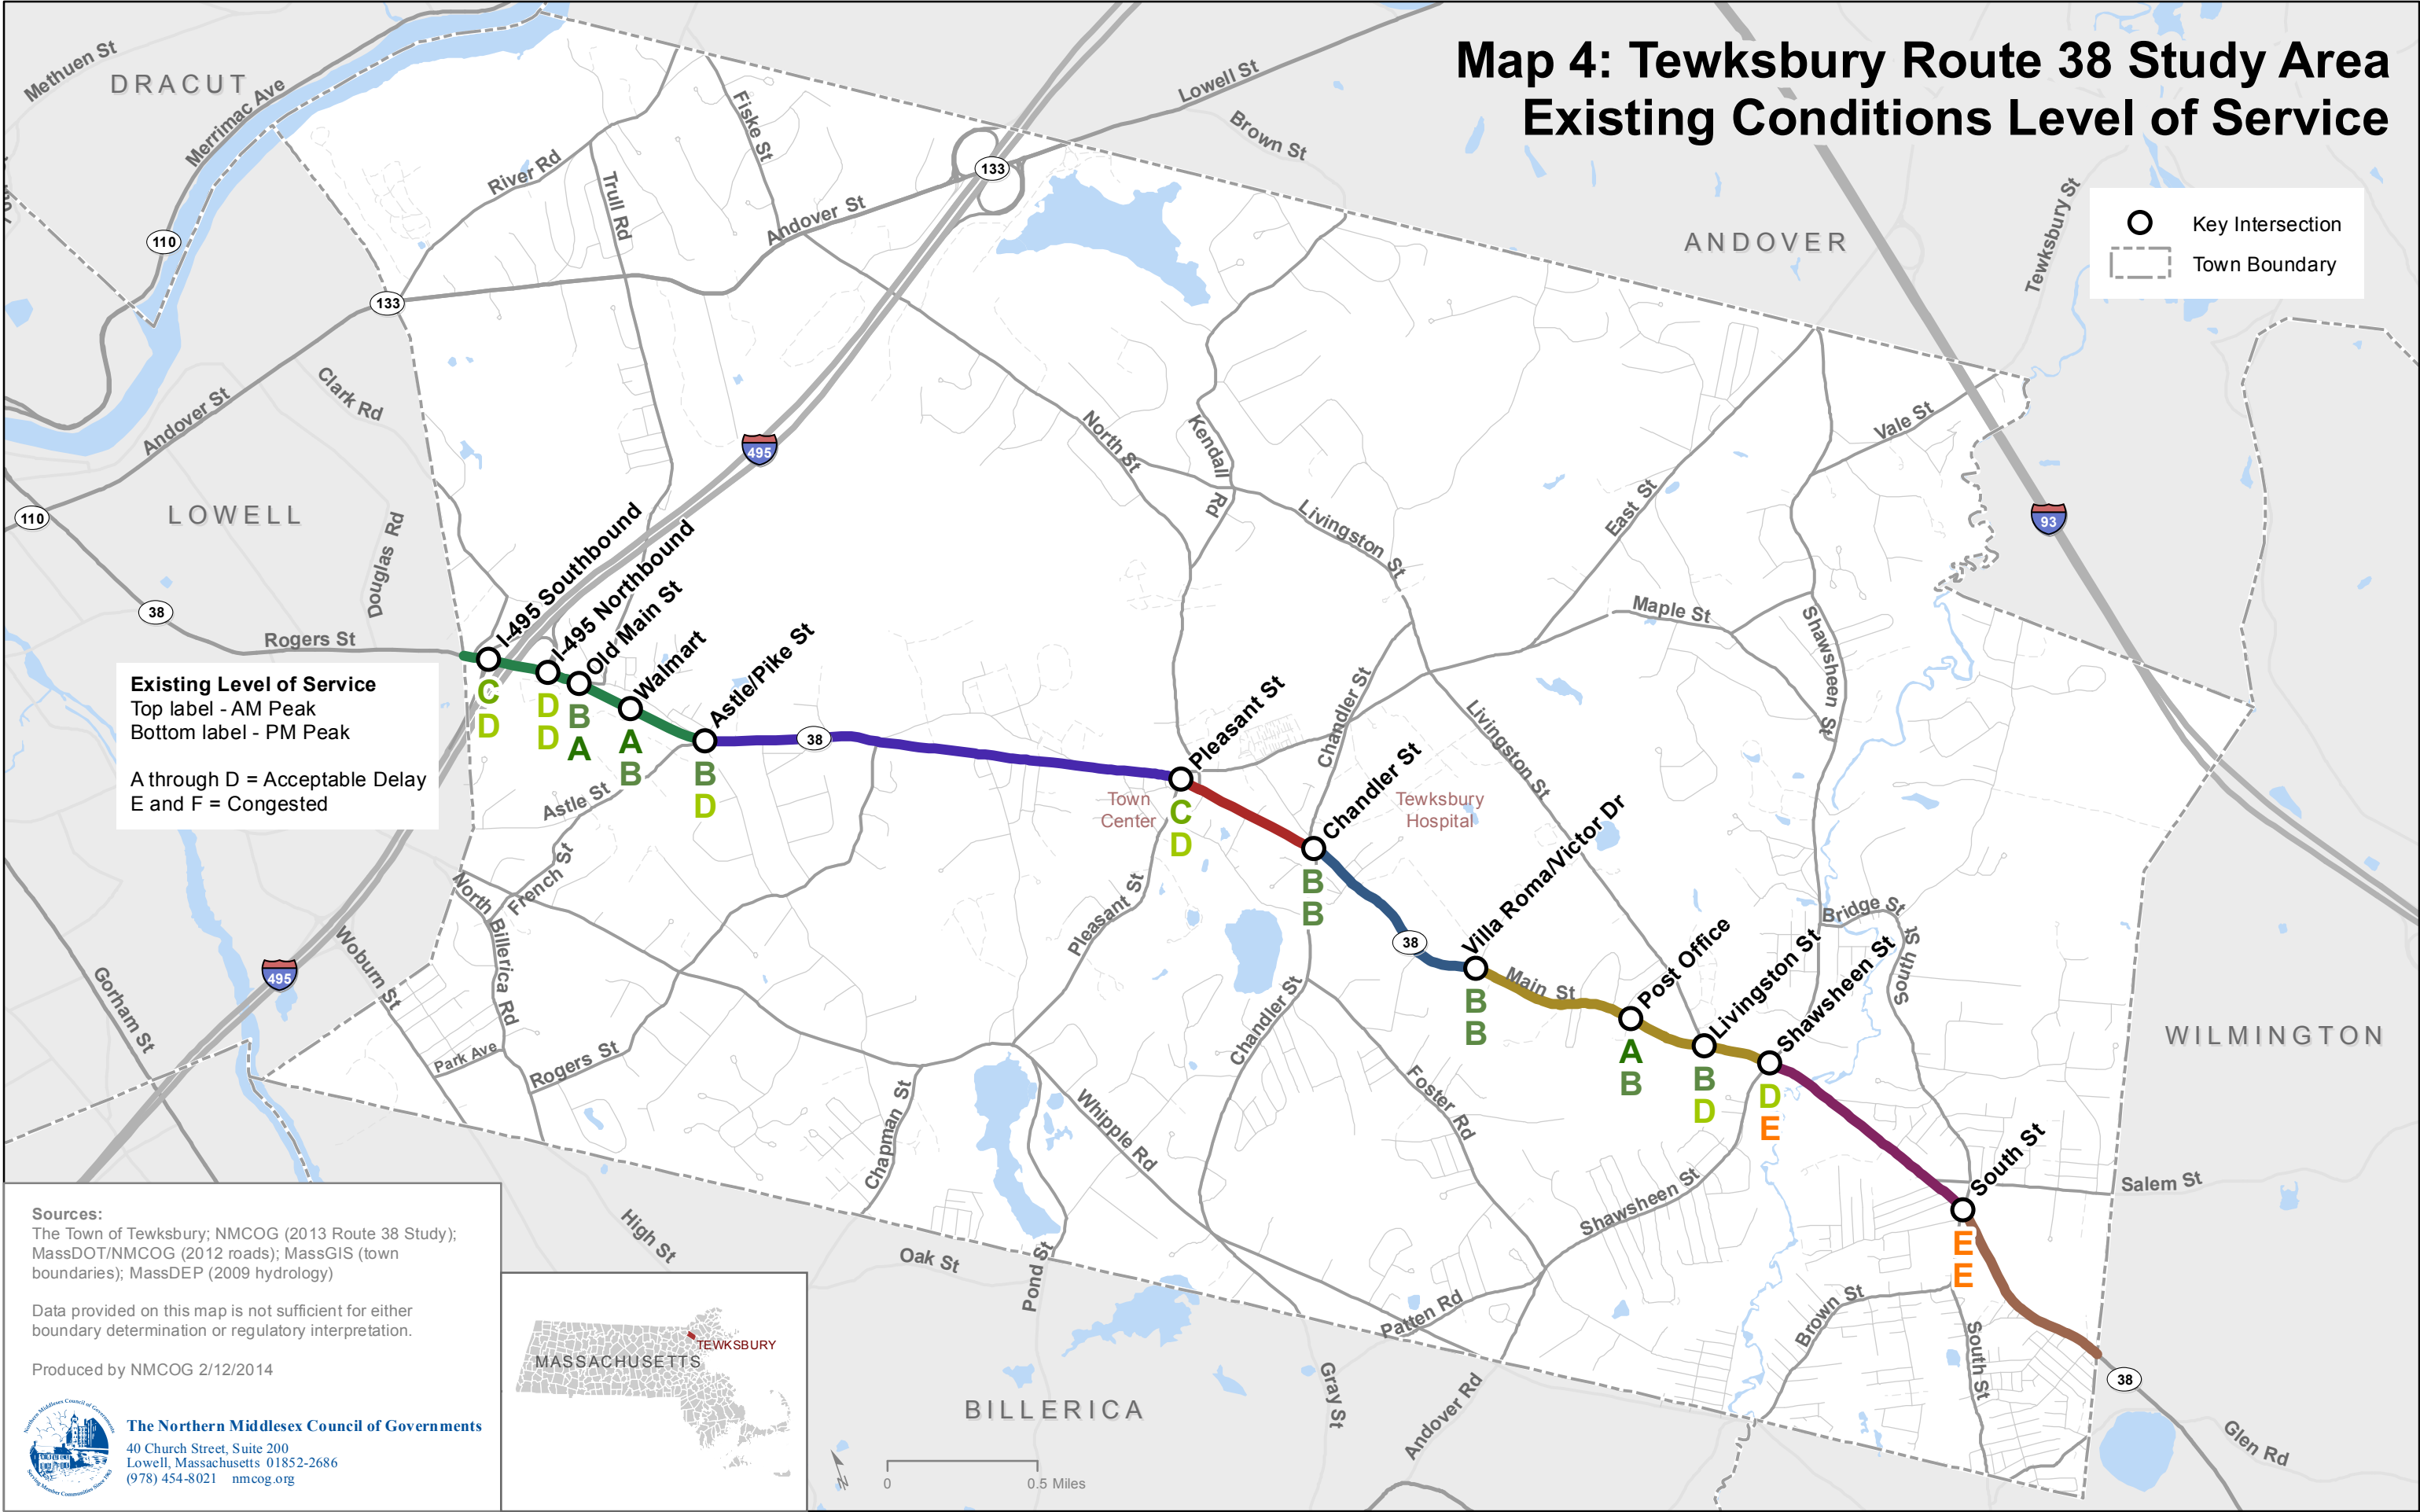 Map 4: Tewksbury Route 38 Study Area
Existing Conditions Level of Service
Key Intersection
Town Boundary
DRACUT
ANDOVER
LOWELL
WILMINGTON
BILLERICA
Methuen St
Merrimac Ave
River Rd
Trull Rd
Fiske St
Andover St
Lowell St
Brown St
Tewksbury St
133
110
133
Clark Rd
Andover St
110
Douglas Rd
38
Rogers St
495
North St
Kendall
Rd
Livingston St
East St
Vale St
93
Maple St
Shawsheen St
Chandler St
Livingston St
I-495 Southbound
C
D
I-495 Northbound
D
D
Old Main St
B
A
Walmart
A
B
Astle/Pike St
B
D
38
Pleasant St
C
D
Town
Center
Chandler St
B
B
Tewksbury
Hospital
38
Villa Roma/Victor Dr
B
B
Main St
Post Office
A
B
Livingston St
B
D
Shawsheen St
D
E
South St
E
E
Existing Level of Service
Top label - AM Peak
Bottom label - PM Peak
A through D = Acceptable Delay
E and F = Congested
Astle St
French St
North Billerica Rd
Woburn St
495
Gorham St
Park Ave
Rogers St
Pleasant St
Chandler St
Chapman St
Whipple Rd
Foster Rd
Shawsheen St
Bridge St
South St
Salem St
Brown St
South St
Patten Rd
High St
Oak St
Pond St
Gray St
Andover Rd
38
Glen Rd
Sources:
The Town of Tewksbury; NMCOG (2013 Route 38 Study);
MassDOT/NMCOG (2012 roads); MassGIS (town
boundaries); MassDEP (2009 hydrology)
Data provided on this map is not sufficient for either
boundary determination or regulatory interpretation.
Produced by NMCOG 2/12/2014
The Northern Middlesex Council of Governments
40 Church Street, Suite 200
Lowell, Massachusetts 01852-2686
(978) 454-8021 nmcog.org
TEWKSBURY
MASSACHUSETTS
N
0
0.5 Miles